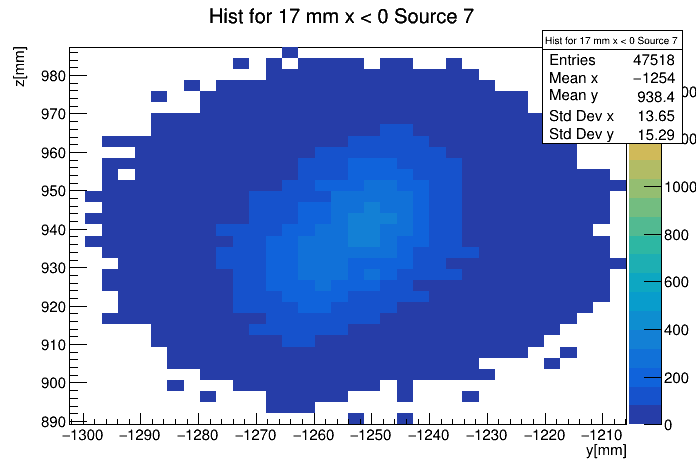 Hist for 17 mm x < 0 Source 7
z[mm]
Hist for 17 mm x < 0 Source 7
Entries 47518
Mean x −1254
Mean y 938.4
Std Dev x 13.65
Std Dev y 15.29
980
970
960
950
940
930
920
910
900
890
1000
800
600
400
200
0
−1300 −1290 −1280 −1270 −1260 −1250 −1240 −1230 −1220 −1210
y[mm]